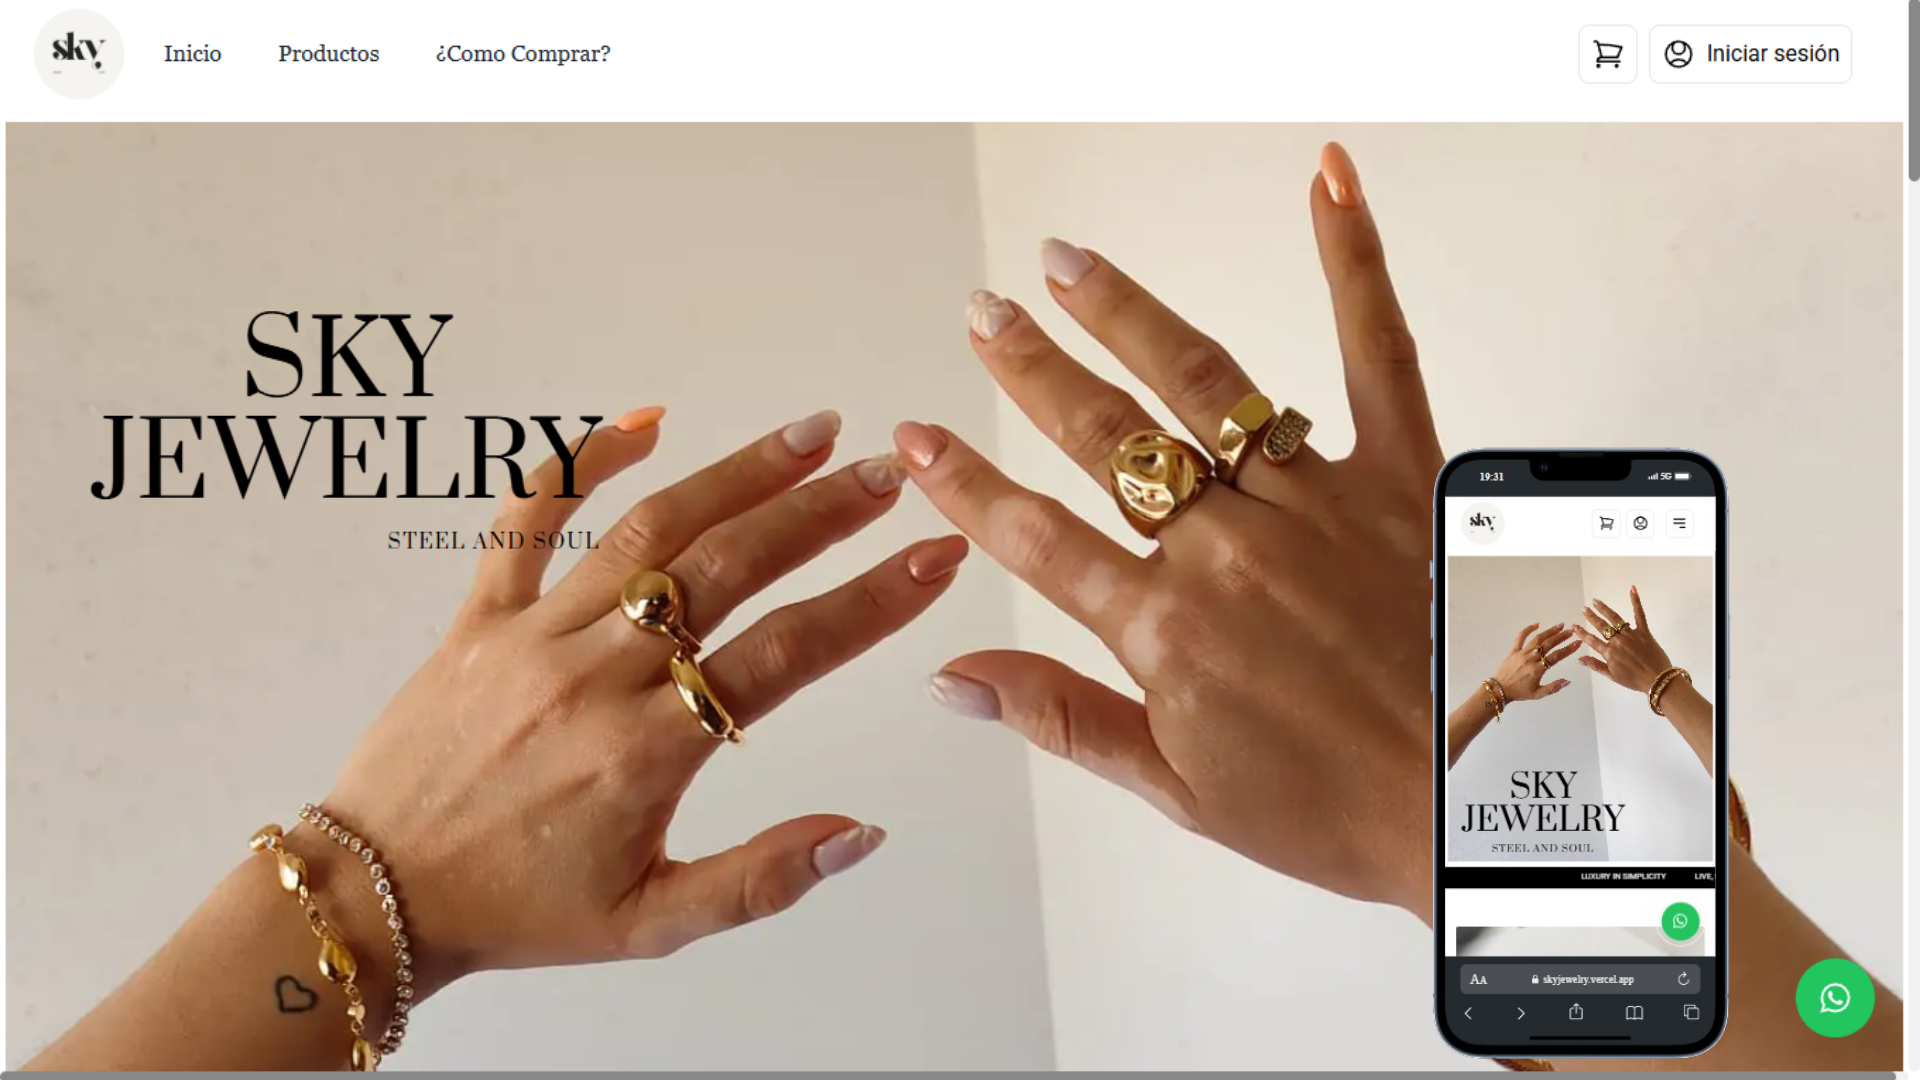 sky
Inicio
Productos
¿Como Comprar?
Iniciar sesión
SKY
JEWELRY
STEEL AND SOUL
19:31
5G
sky
SKY
JEWELRY
STEEL AND SOUL
LUXURY IN SIMPLICITY
LIVE,
AA
skyjewelry.vercel.app